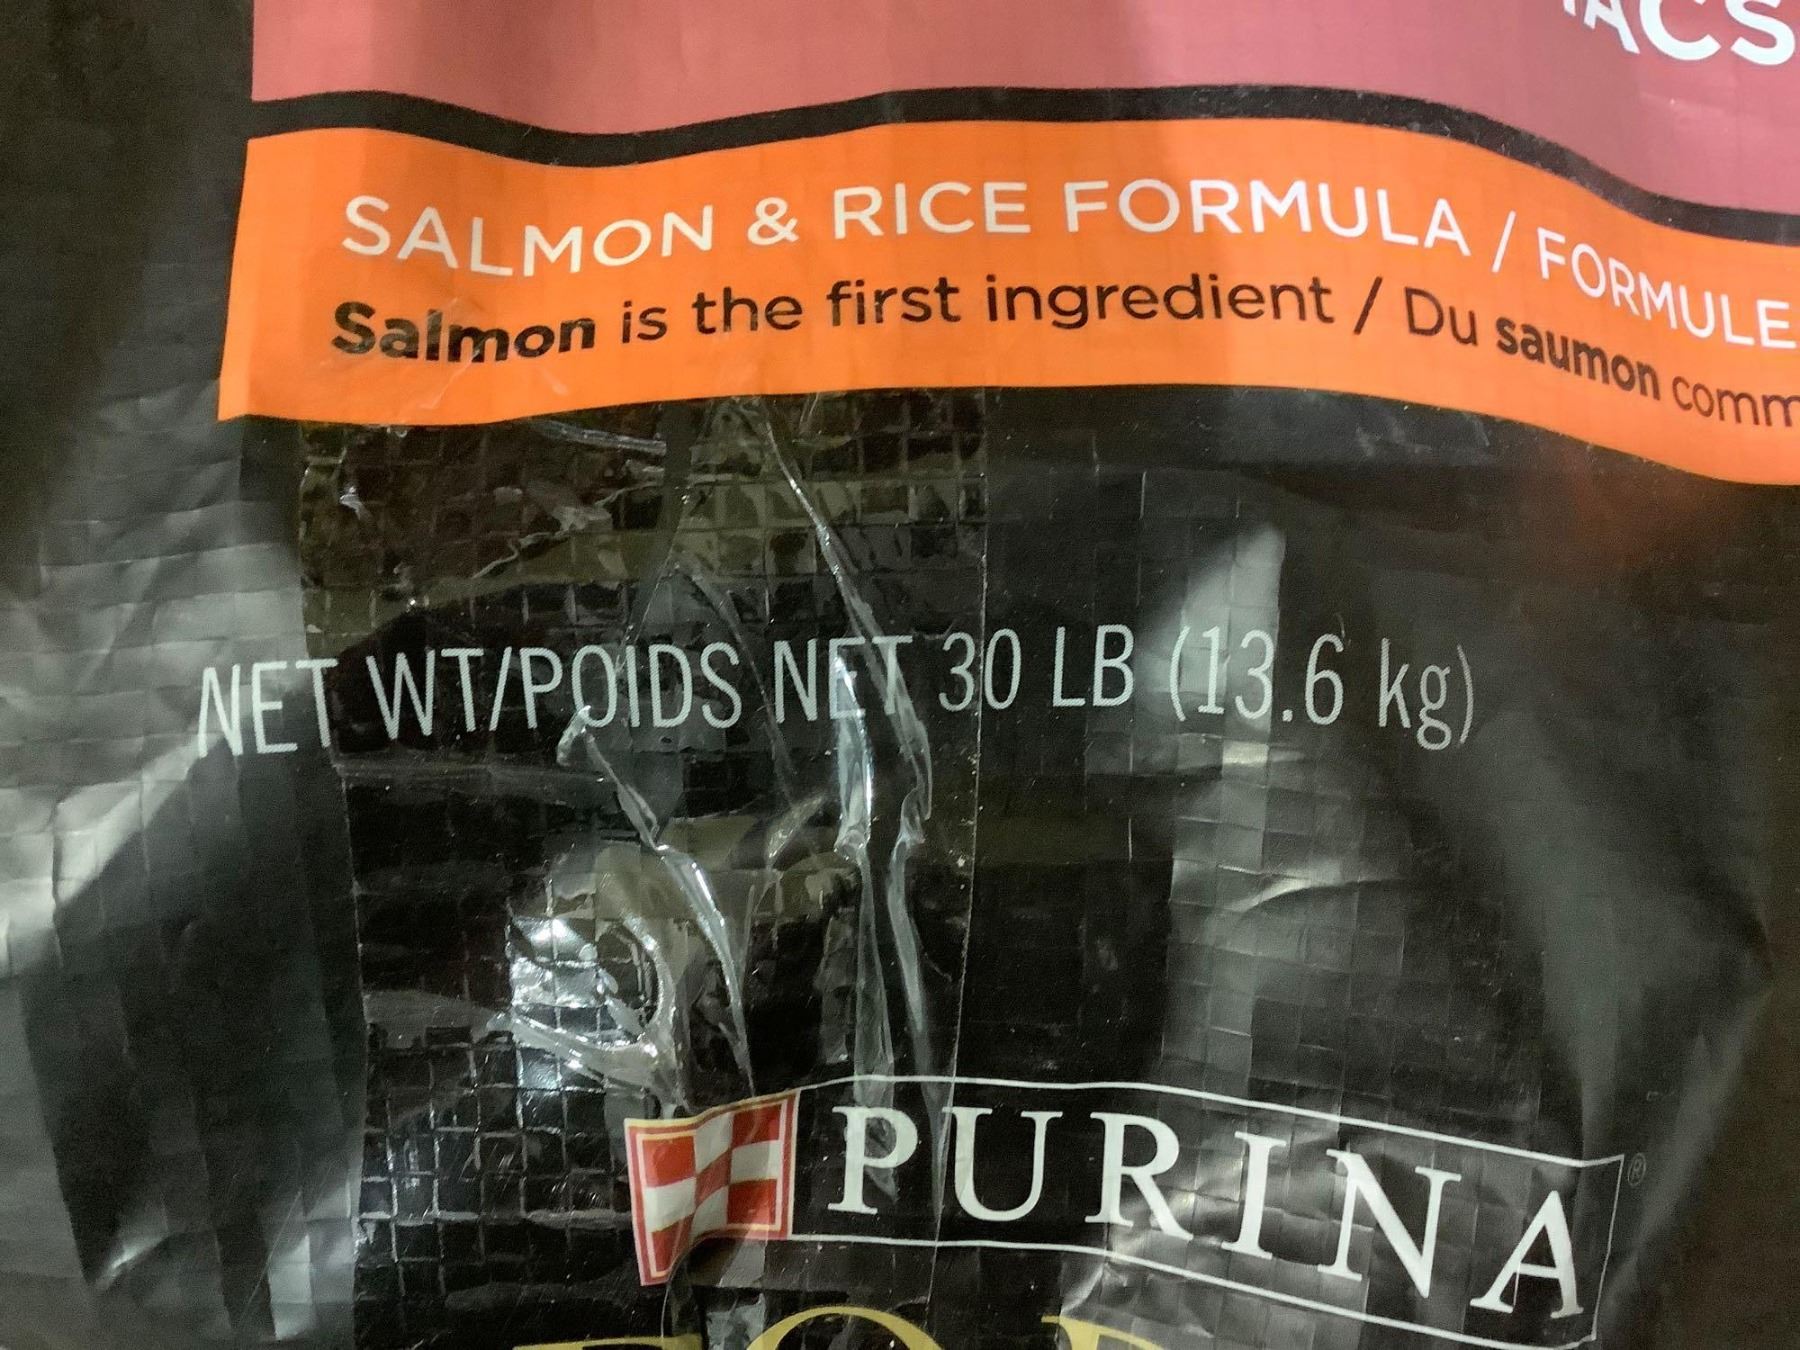 SALMON & RICE FORMULA / FORMULE
Salmon is the first ingredient / Du saumon
NET WT/POIDS NET 30 LB (13.6 kg)
PURINA®